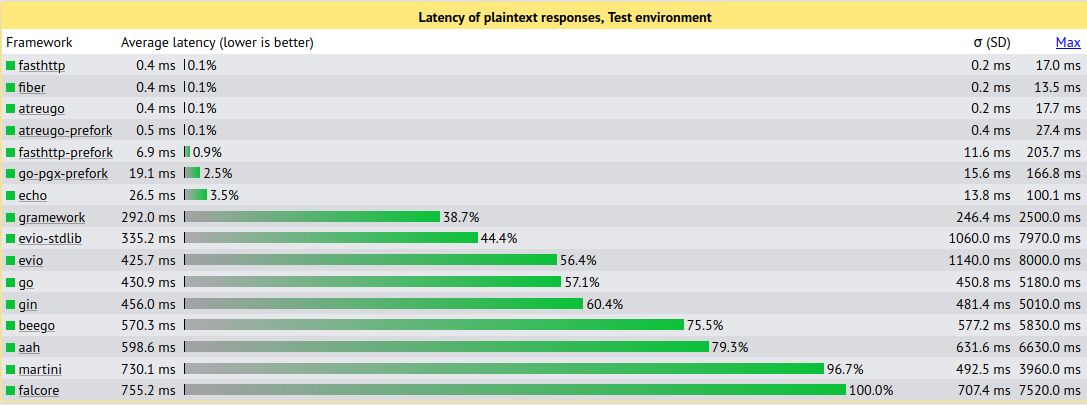 Latency of plaintext responses, Test environment
Framework Average latency (lower is better) σ (SD) Max
fasthttp 0.4 ms 0.1% 0.2 ms 17.0 ms
fiber 0.4 ms 0.1% 0.2 ms 13.5 ms
atreugo 0.4 ms 0.1% 0.2 ms 17.7 ms
atreugo-prefork 0.5 ms 0.1% 0.4 ms 27.4 ms
fasthttp-prefork 6.9 ms 0.9% 11.6 ms 203.7 ms
go-pgx-prefork 19.1 ms 2.5% 15.6 ms 166.8 ms
echo 26.5 ms 3.5% 13.8 ms 100.1 ms
gramework 292.0 ms 38.7% 246.4 ms 2500.0 ms
evio-stdlib 335.2 ms 44.4% 1060.0 ms 7970.0 ms
evio 425.7 ms 56.4% 1140.0 ms 8000.0 ms
go 430.9 ms 57.1% 450.8 ms 5180.0 ms
gin 456.0 ms 60.4% 481.4 ms 5010.0 ms
beego 570.3 ms 75.5% 577.2 ms 5830.0 ms
aah 598.6 ms 79.3% 631.6 ms 6630.0 ms
martini 730.1 ms 96.7% 492.5 ms 3960.0 ms
falcore 755.2 ms 100.0% 707.4 ms 7520.0 ms